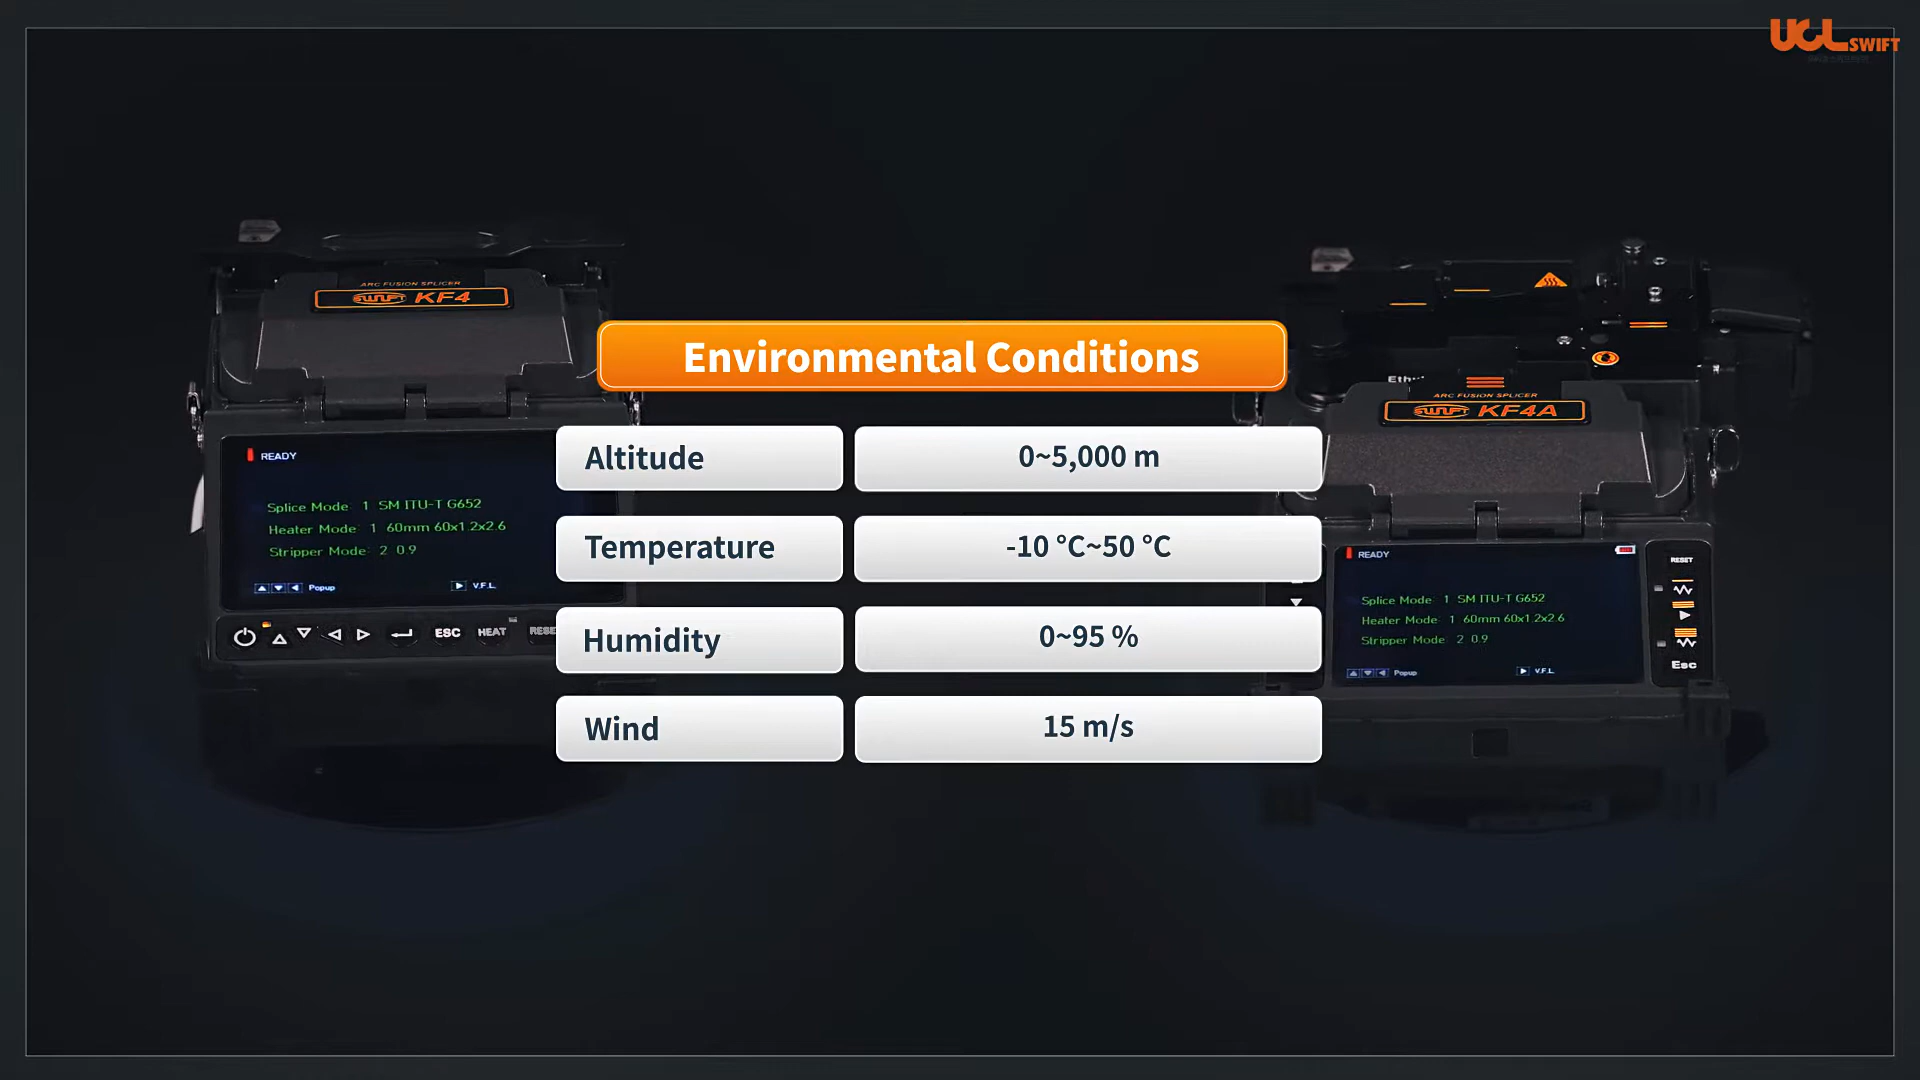 UCL SWIFT
ARC FUSION SPLICER
SWIFT KF4
Environmental Conditions
ARC FUSION SPLICER
SWIFT KF4A
Altitude 0~5,000 m
Temperature -10 °C~50 °C
Humidity 0~95 %
Wind 15 m/s
READY
Splice Mode 1 SM ITU-T G652
Heater Mode 1 60mm 60x1.2x2.6
Stripper Mode 2 0.9
Popup V.F.L.
ESC HEAT RESE
READY
Splice Mode 1 SM ITU-T G652
Heater Mode 1 60mm 60x1.2x2.6
Stripper Mode 2 0.9
Popup V.F.L.
RESET
Esc